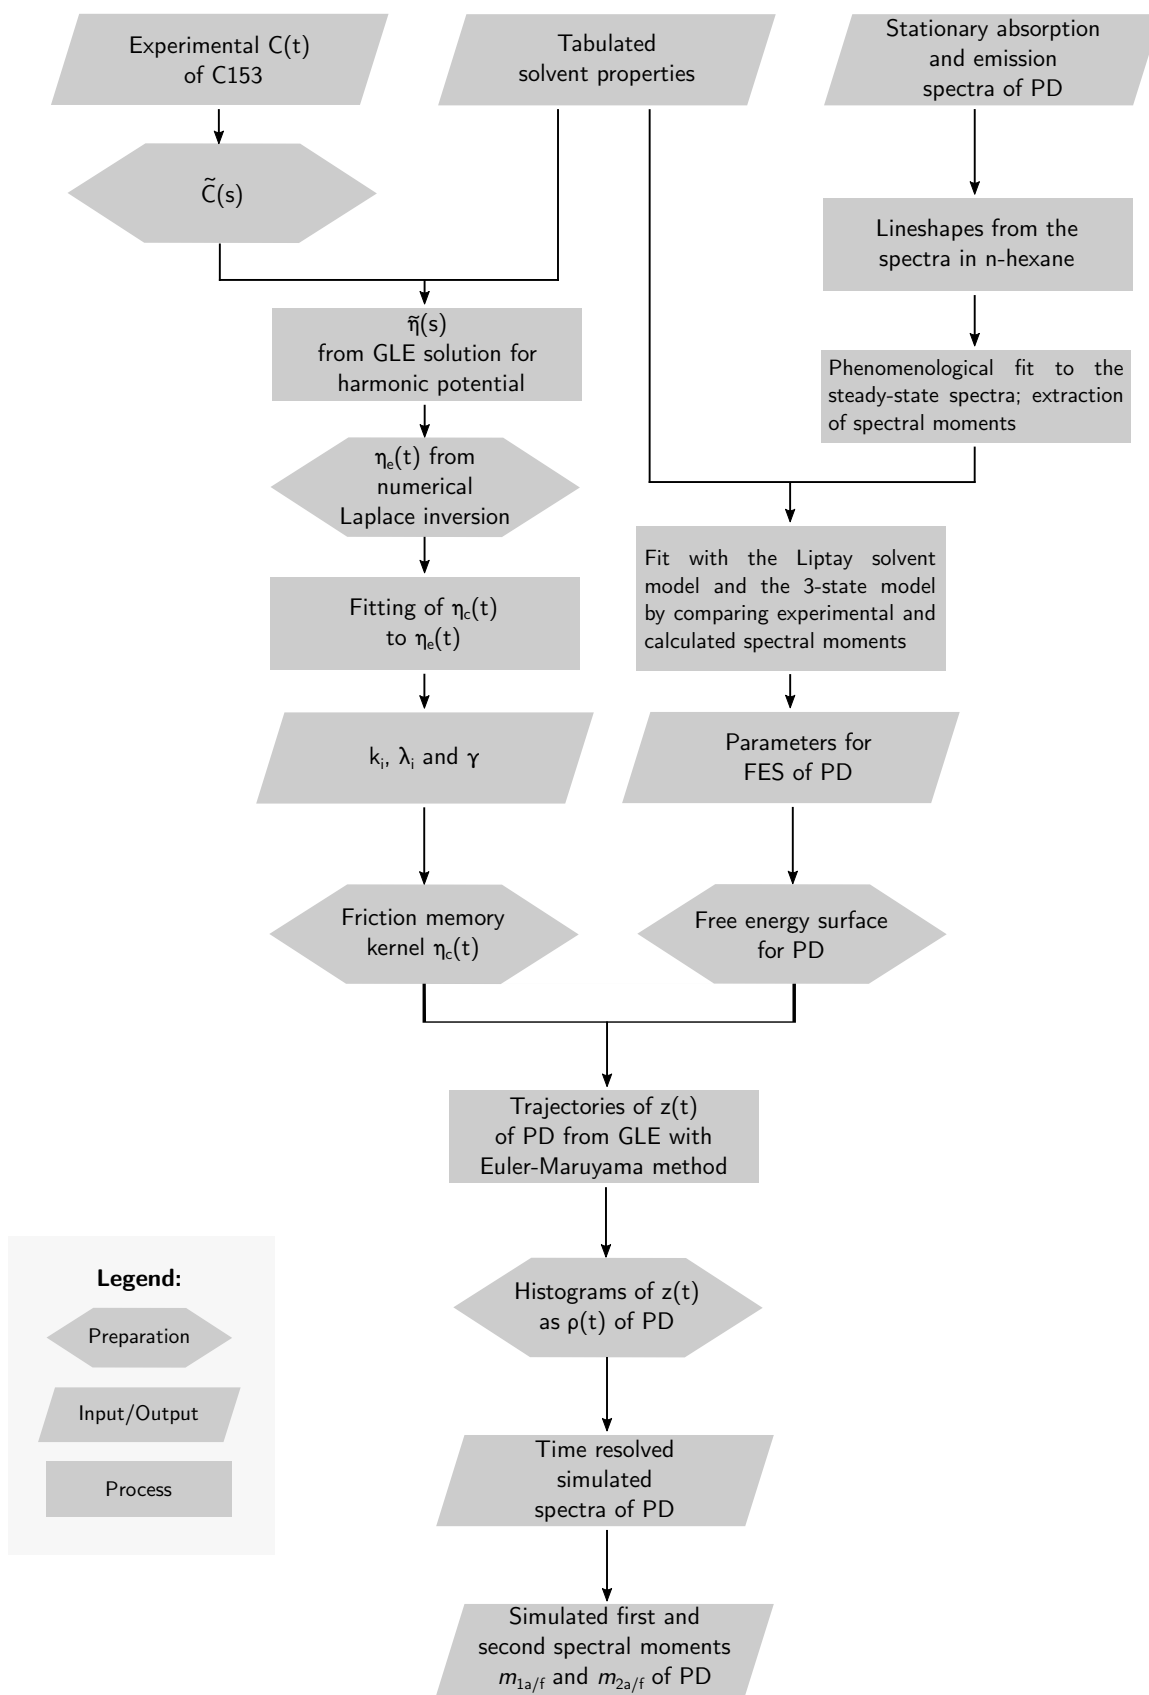 Experimental C(t)
of C153
Tabulated
solvent properties
Stationary absorption
and emission
spectra of PD
C̃(s)
Lineshapes from the
spectra in n-hexane
η̃(s)
from GLE solution for
harmonic potential
Phenomenological fit to the
steady-state spectra; extraction
of spectral moments
ηₑ(t) from
numerical
Laplace inversion
Fit with the Liptay solvent
model and the 3-state model
by comparing experimental and
calculated spectral moments
Fitting of η_c(t)
to ηₑ(t)
kᵢ, λᵢ and γ
Parameters for
FES of PD
Friction memory
kernel η_c(t)
Free energy surface
for PD
Trajectories of z(t)
of PD from GLE with
Euler-Maruyama method
Histograms of z(t)
as ρ(t) of PD
Time resolved
simulated
spectra of PD
Simulated first and
second spectral moments
m_{1a/f} and m_{2a/f} of PD
Legend:
Preparation
Input/Output
Process